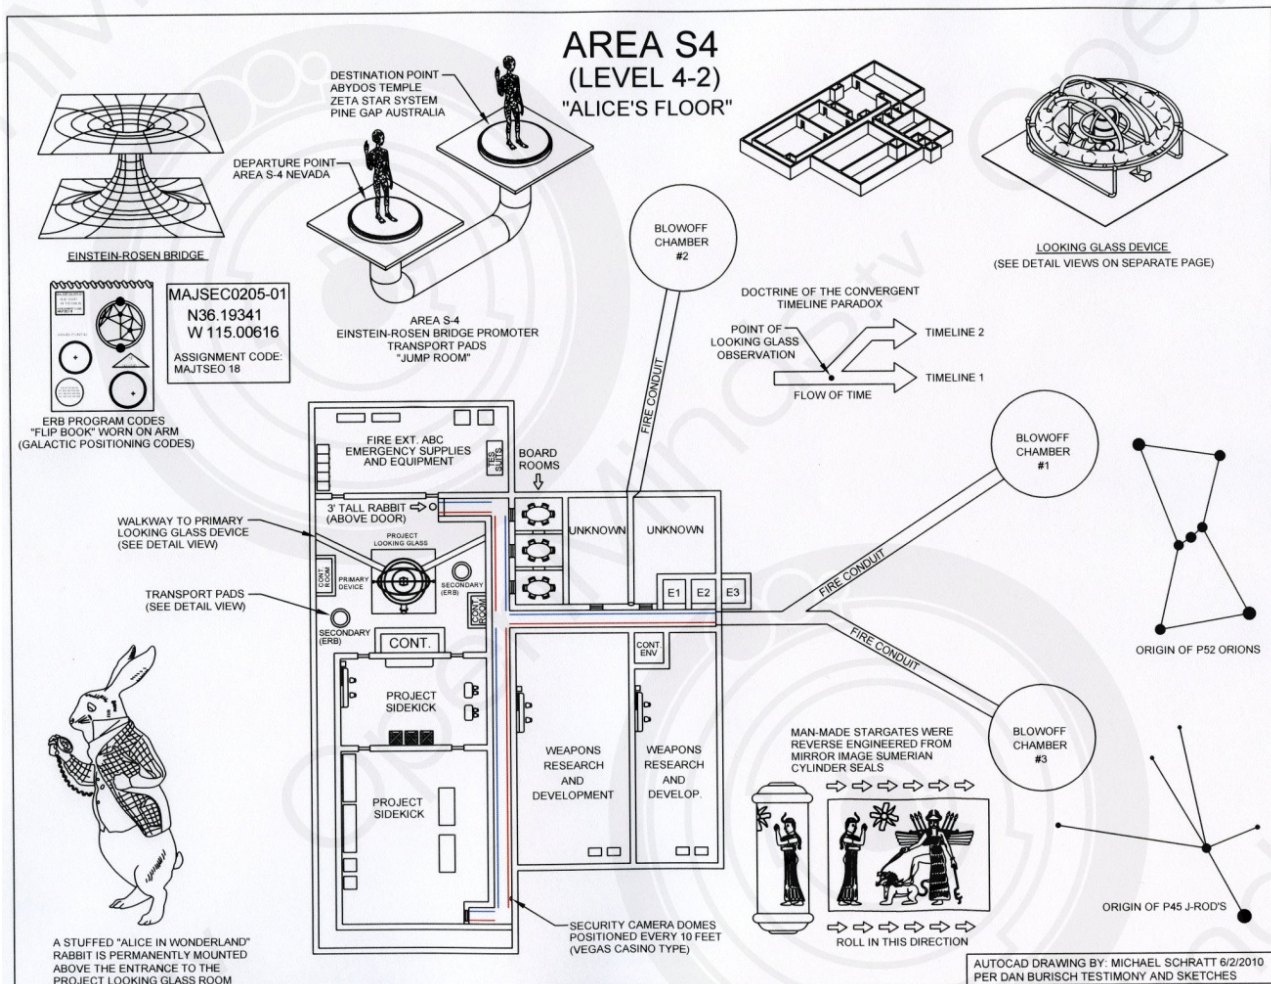 AREA S4
(LEVEL 4-2)
"ALICE'S FLOOR"
DESTINATION POINT
ABYDOS TEMPLE
ZETA STAR SYSTEM
PINE GAP AUSTRALIA
DEPARTURE POINT
AREA S-4 NEVADA
EINSTEIN-ROSEN BRIDGE
AREA S-4
EINSTEIN-ROSEN BRIDGE PROMOTER
TRANSPORT PADS
"JUMP ROOM"
LOOKING GLASS DEVICE
(SEE DETAIL VIEWS ON SEPARATE PAGE)
MAJSEC0205-01
N36.19341
W 115.00616
ASSIGNMENT CODE:
MAJTSEO 18
ERB PROGRAM CODES
"FLIP BOOK" WORN ON ARM
(GALACTIC POSITIONING CODES)
BLOWOFF
CHAMBER
#2
FIRE CONDUIT
DOCTRINE OF THE CONVERGENT
TIMELINE PARADOX
POINT OF
LOOKING GLASS
OBSERVATION
TIMELINE 2
TIMELINE 1
FLOW OF TIME
BLOWOFF
CHAMBER
#1
FIRE CONDUIT
FIRE CONDUIT
BLOWOFF
CHAMBER
#3
ORIGIN OF P52 ORIONS
ORIGIN OF P45 J-ROD'S
FIRE EXT. ABC
EMERGENCY SUPPLIES
AND EQUIPMENT
TES
SUITS
BOARD
ROOMS
3' TALL RABBIT
(ABOVE DOOR)
UNKNOWN
UNKNOWN
WALKWAY TO PRIMARY
LOOKING GLASS DEVICE
(SEE DETAIL VIEW)
PROJECT
LOOKING GLASS
CONT.
ROOM
PRIMARY
DEVICE
SECONDARY
(ERB)
CONT.
ROOM
E1
E2
E3
TRANSPORT PADS
(SEE DETAIL VIEW)
SECONDARY
(ERB)
CONT.
CONT.
ENV
PROJECT
SIDEKICK
PROJECT
SIDEKICK
WEAPONS
RESEARCH
AND
DEVELOPMENT
WEAPONS
RESEARCH
AND
DEVELOP.
MAN-MADE STARGATES WERE
REVERSE ENGINEERED FROM
MIRROR IMAGE SUMERIAN
CYLINDER SEALS
ROLL IN THIS DIRECTION
SECURITY CAMERA DOMES
POSITIONED EVERY 10 FEET
(VEGAS CASINO TYPE)
A STUFFED "ALICE IN WONDERLAND"
RABBIT IS PERMANENTLY MOUNTED
ABOVE THE ENTRANCE TO THE
PROJECT LOOKING GLASS ROOM
AUTOCAD DRAWING BY: MICHAEL SCHRATT 6/2/2010
PER DAN BURISCH TESTIMONY AND SKETCHES
OpenMinds.tv